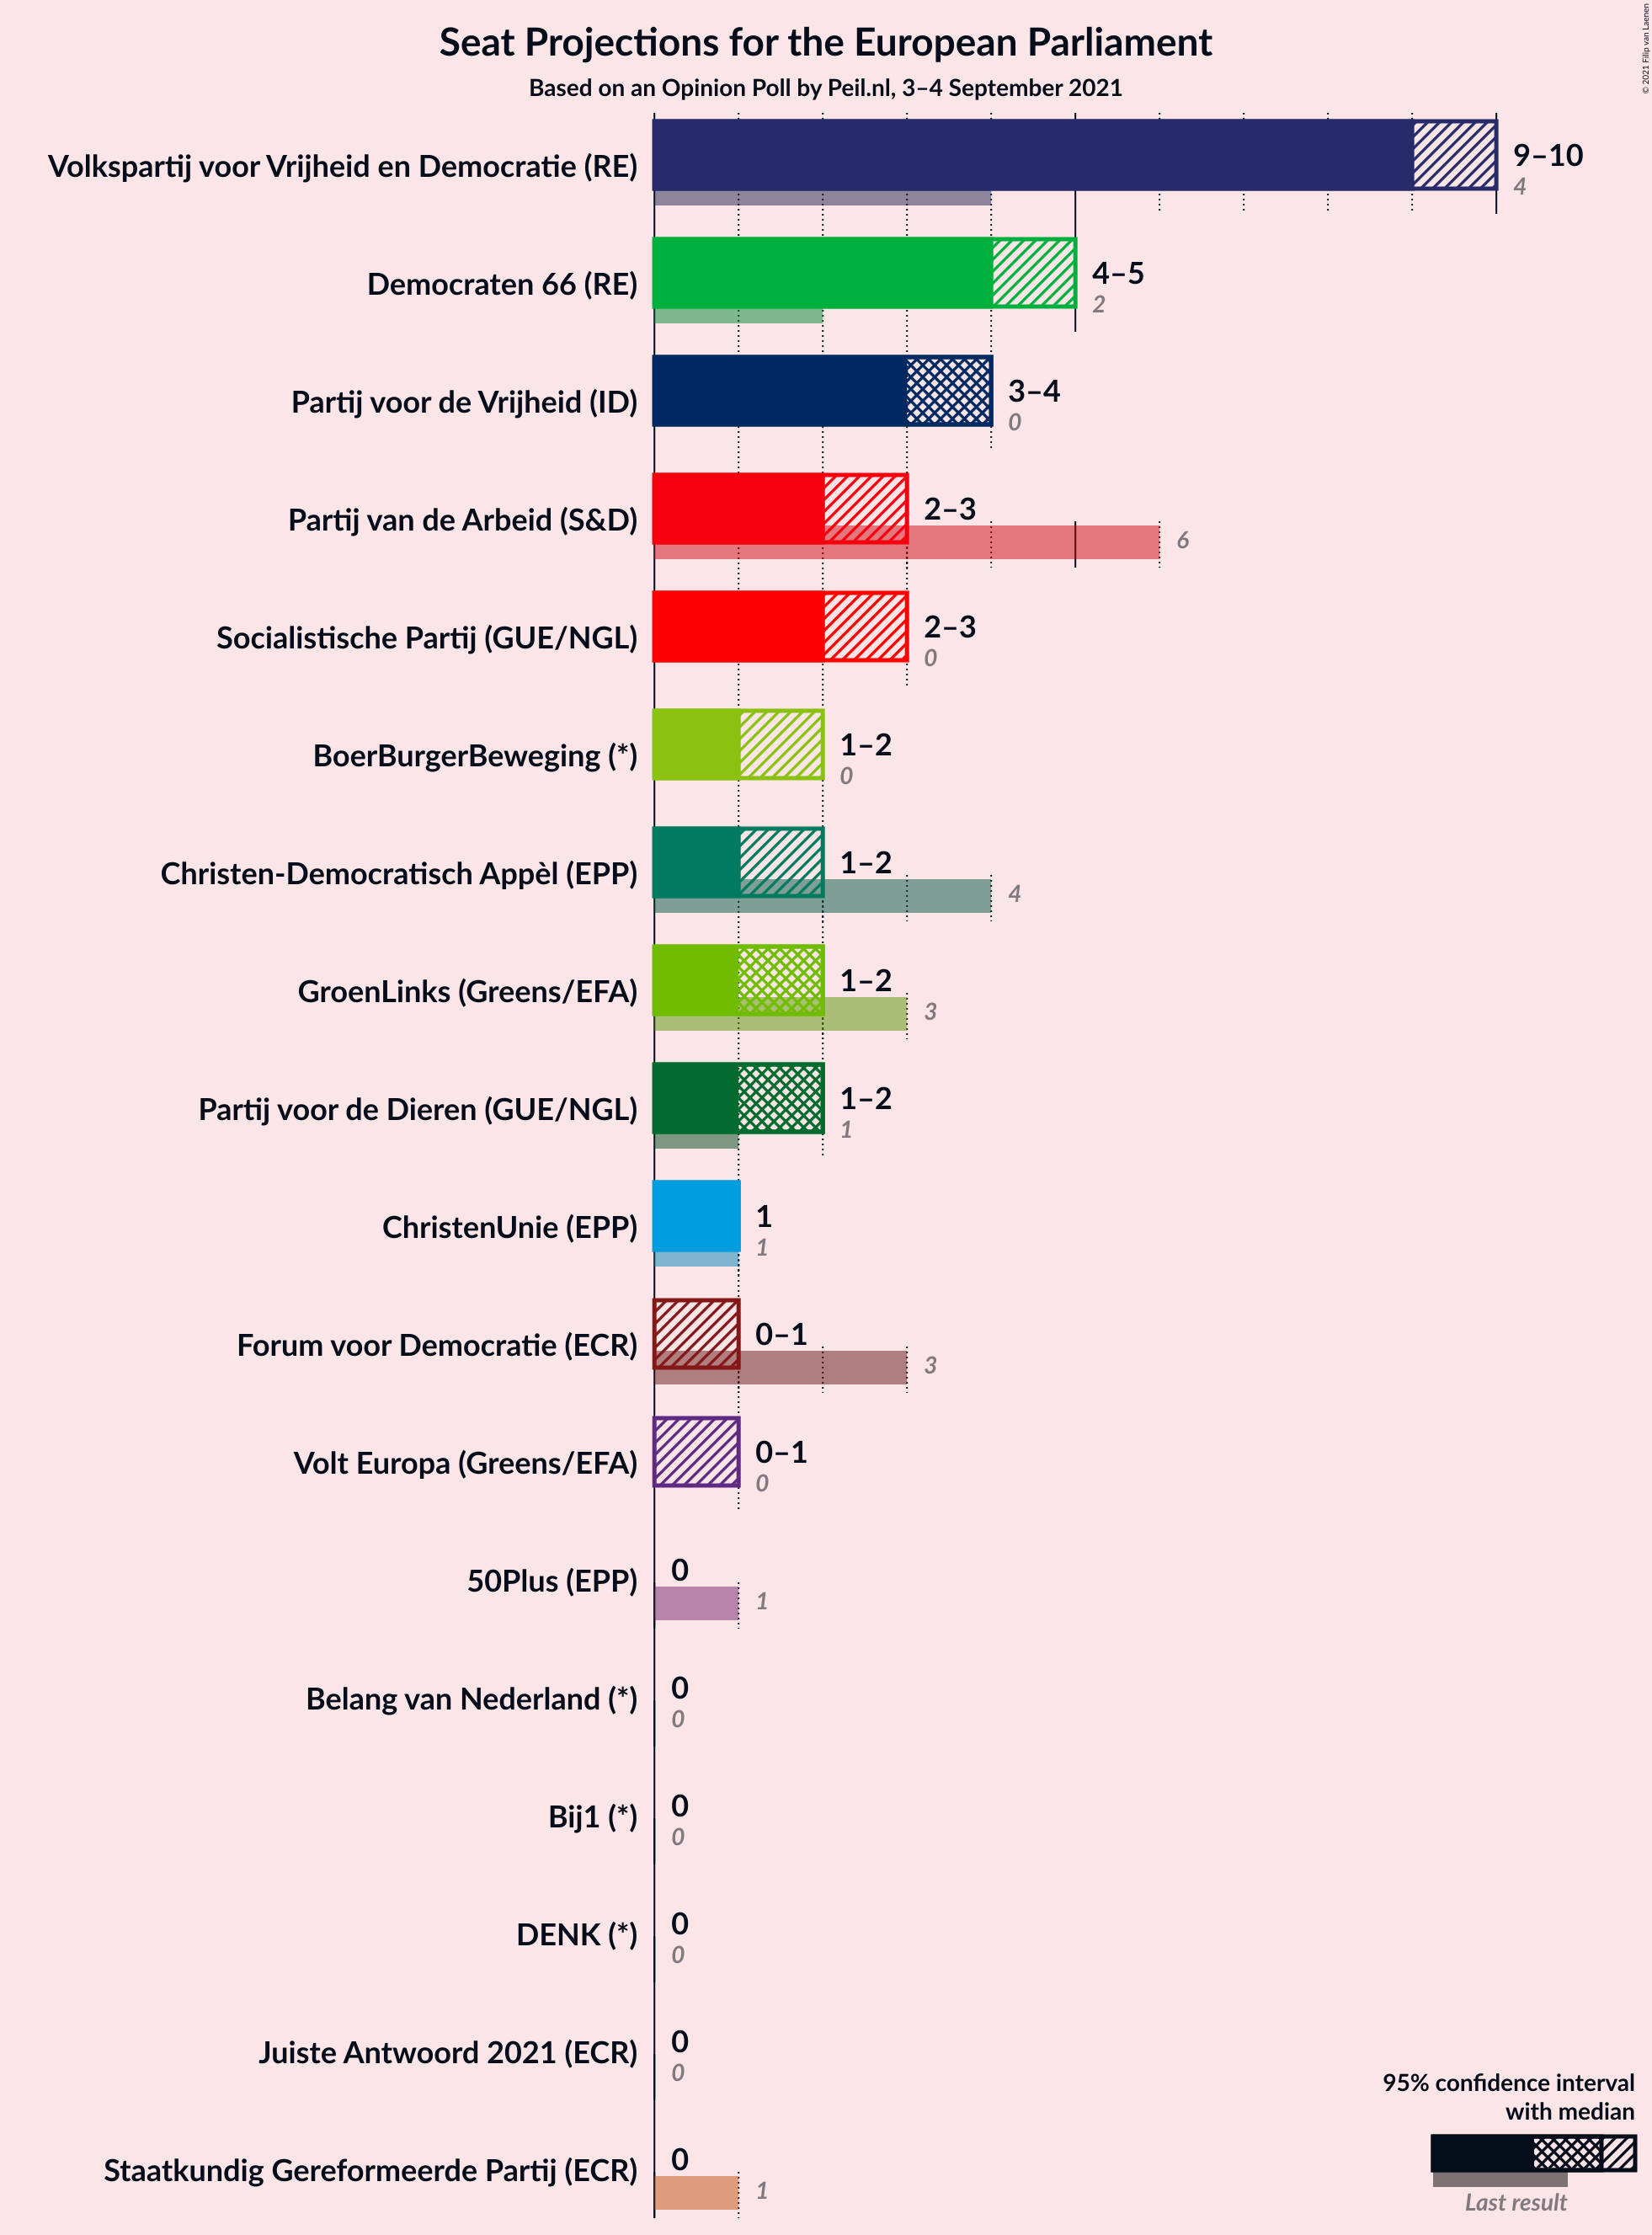 Seat Projections for the European Parliament
Based on an Opinion Poll by Peil.nl, 3–4 September 2021
© 2021 Filip van Laenen
Volkspartij voor Vrijheid en Democratie (RE)
9–10
4
Democraten 66 (RE)
4–5
2
Partij voor de Vrijheid (ID)
3–4
0
Partij van de Arbeid (S&D)
2–3
6
Socialistische Partij (GUE/NGL)
2–3
0
BoerBurgerBeweging (*)
1–2
0
Christen-Democratisch Appèl (EPP)
1–2
4
GroenLinks (Greens/EFA)
1–2
3
Partij voor de Dieren (GUE/NGL)
1–2
1
ChristenUnie (EPP)
1
1
Forum voor Democratie (ECR)
0–1
3
Volt Europa (Greens/EFA)
0–1
0
50Plus (EPP)
0
1
Belang van Nederland (*)
0
0
Bij1 (*)
0
0
DENK (*)
0
0
Juiste Antwoord 2021 (ECR)
0
0
Staatkundig Gereformeerde Partij (ECR)
0
1
95% confidence interval
with median
Last result